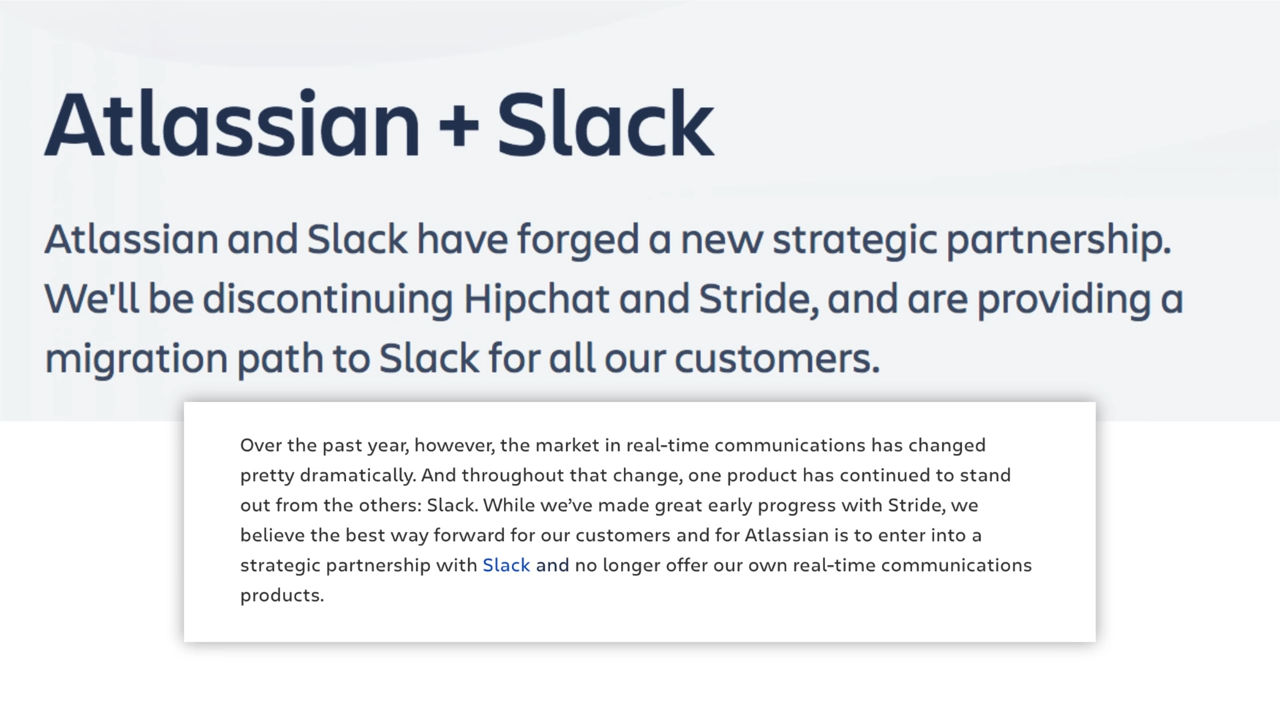 Atlassian + Slack
Atlassian and Slack have forged a new strategic partnership.
We'll be discontinuing Hipchat and Stride, and are providing a
migration path to Slack for all our customers.
Over the past year, however, the market in real-time communications has changed
pretty dramatically. And throughout that change, one product has continued to stand
out from the others: Slack. While we’ve made great early progress with Stride, we
believe the best way forward for our customers and for Atlassian is to enter into a
strategic partnership with Slack and no longer offer our own real-time communications
products.